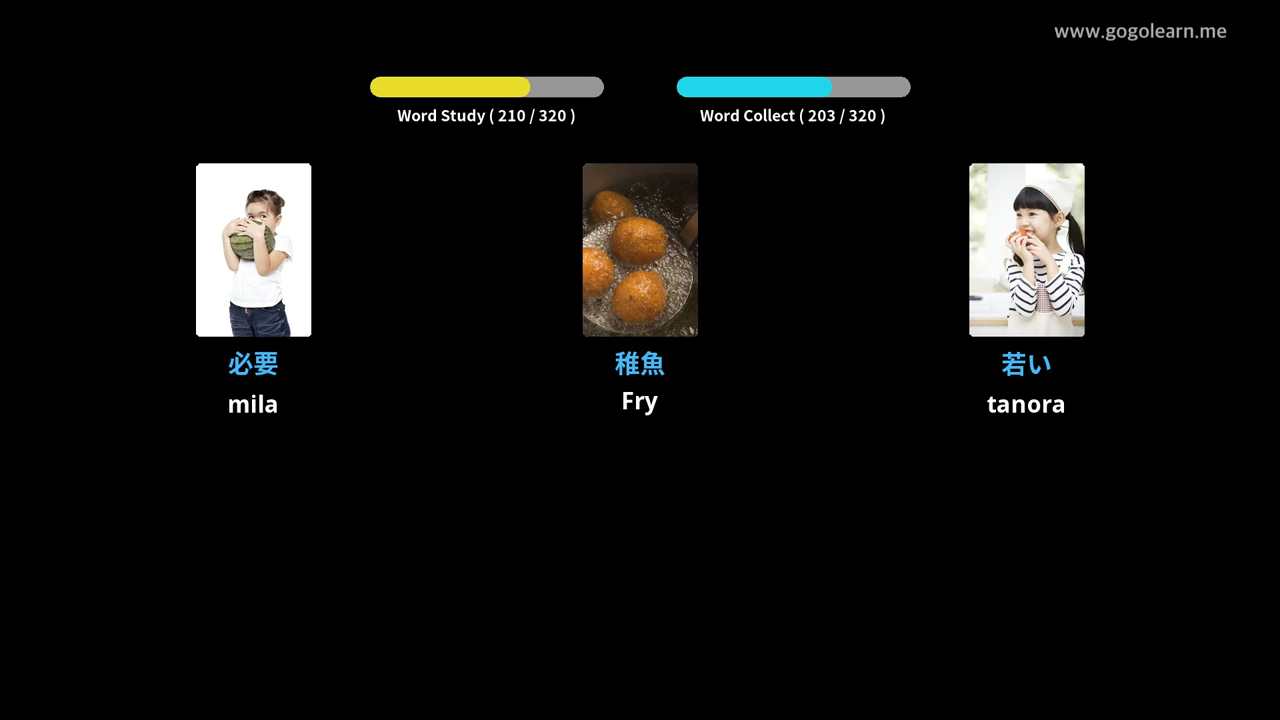 www.gogolearn.me
Word Study ( 210 / 320 )
Word Collect ( 203 / 320 )
必要
mila
稚魚
Fry
若い
tanora